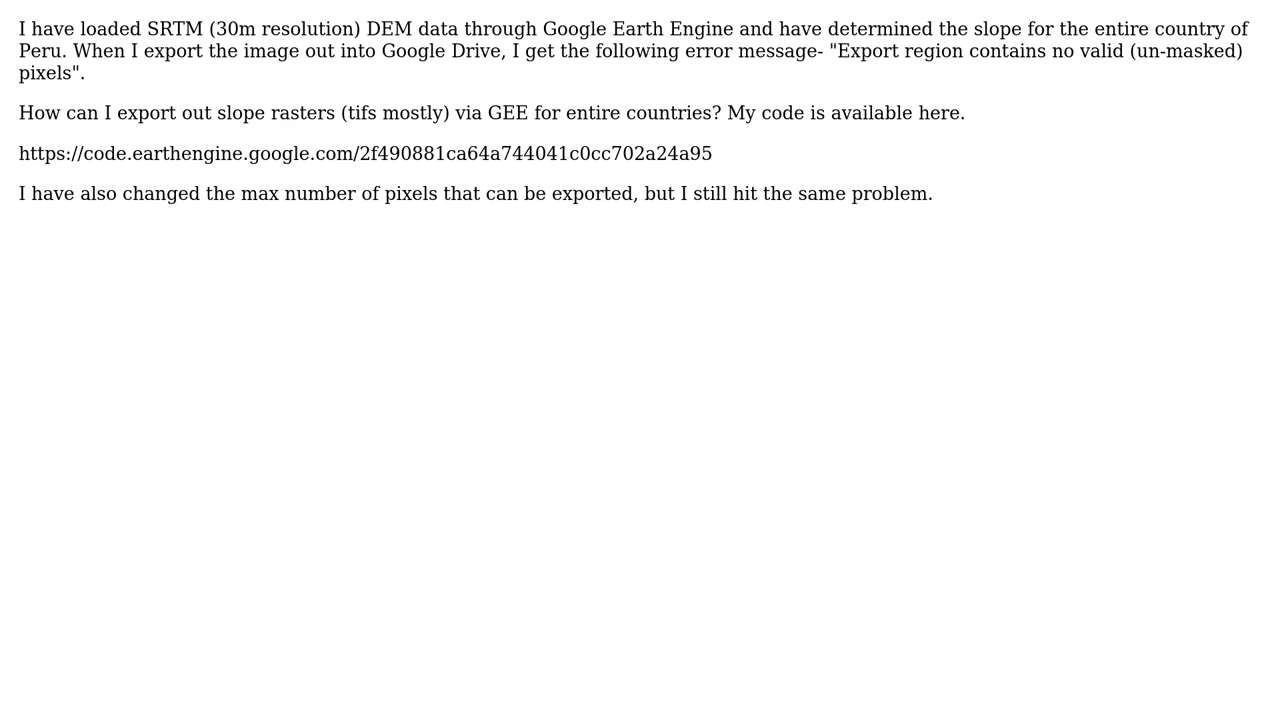 I have loaded SRTM (30m resolution) DEM data through Google Earth Engine and have determined the slope for the entire country of
Peru. When I export the image out into Google Drive, I get the following error message- "Export region contains no valid (un-masked)
pixels".
How can I export out slope rasters (tifs mostly) via GEE for entire countries? My code is available here.
https://code.earthengine.google.com/2f490881ca64a744041c0cc702a24a95
I have also changed the max number of pixels that can be exported, but I still hit the same problem.